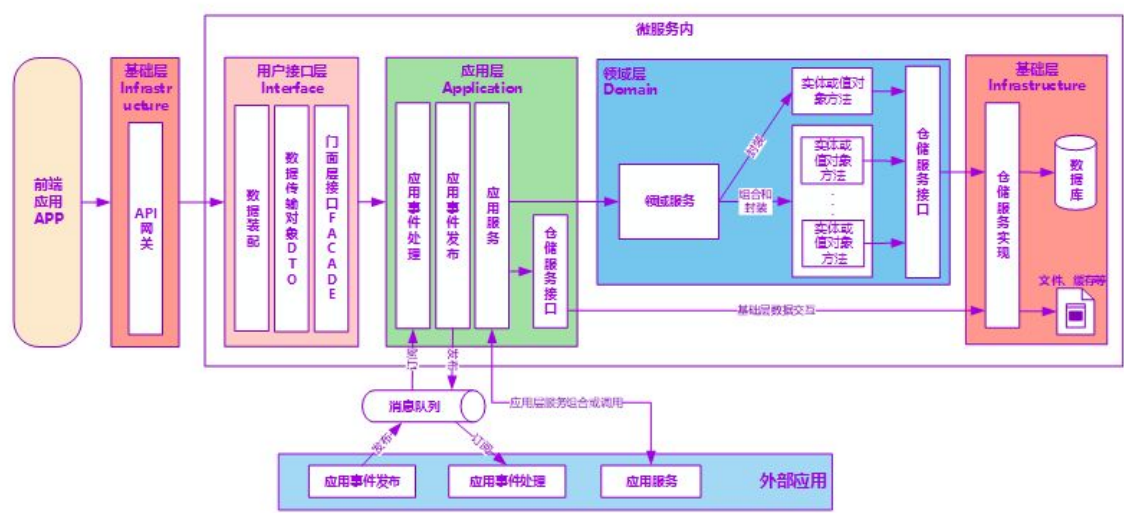 微服务内
前端
应用
APP
基础层
Infrastr
ucture
API
网关
用户接口层
Interface
数据装配
数据传输对象DTO
门面层接口FACADE
应用层
Application
应用事件处理
应用事件发布
应用服务
仓储服务接口
领域层
Domain
领域服务
封装
组合和
封装
实体或值对
象方法
实体或
值对象
方法
.
.
.
实体或
值对象
方法
仓储服务接口
基础层
Infrastructure
仓储服务实现
数据库
文件、缓存等
基础层数据交互
订阅
发布
消息队列
应用层服务组合或调用
发布
订阅
应用事件发布
应用事件处理
应用服务
外部应用